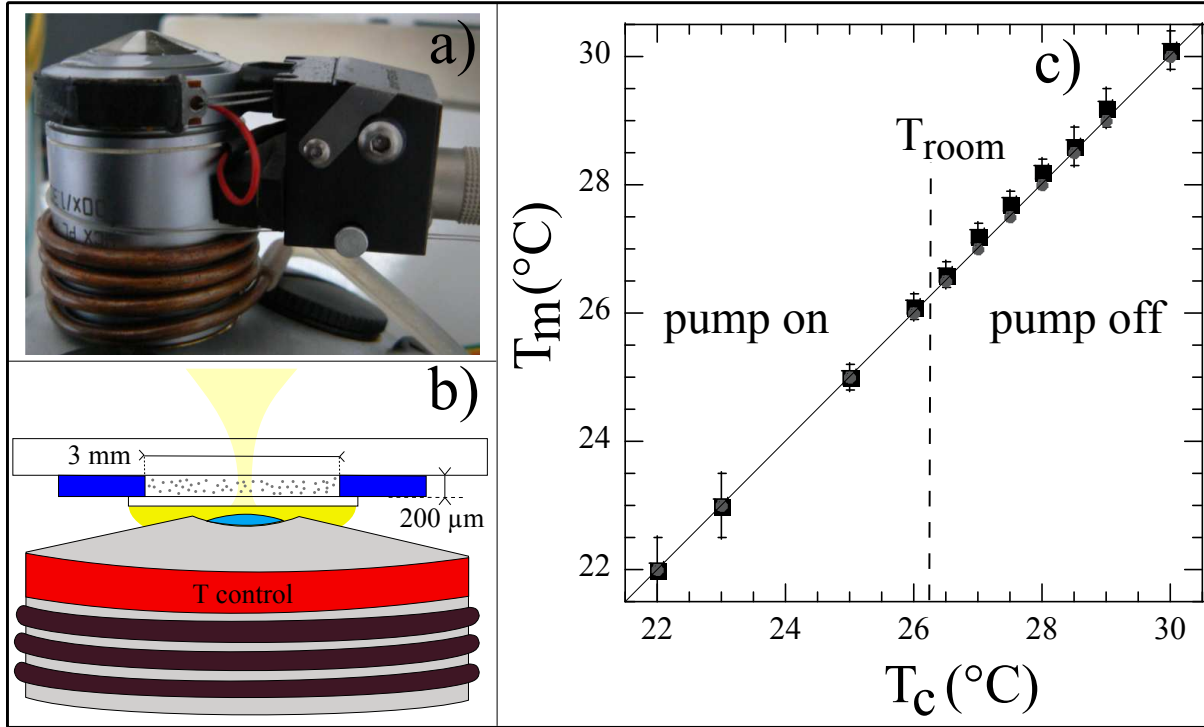 a)
b)
3 mm
200 µm
T control
c)
T_room
pump on
pump off
T_m (°C)
30
28
26
24
22
22
24
26
28
30
T_c (°C)